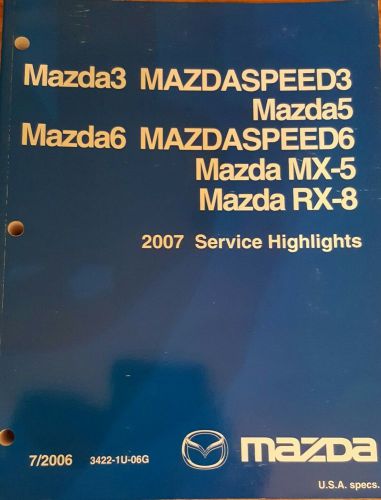 Mazda3 MAZDASPEED3
Mazda5
Mazda6 MAZDASPEED6
Mazda MX-5
Mazda RX-8
2007 Service Highlights
7/2006 3422-1U-06G
mazda
U.S.A. specs.